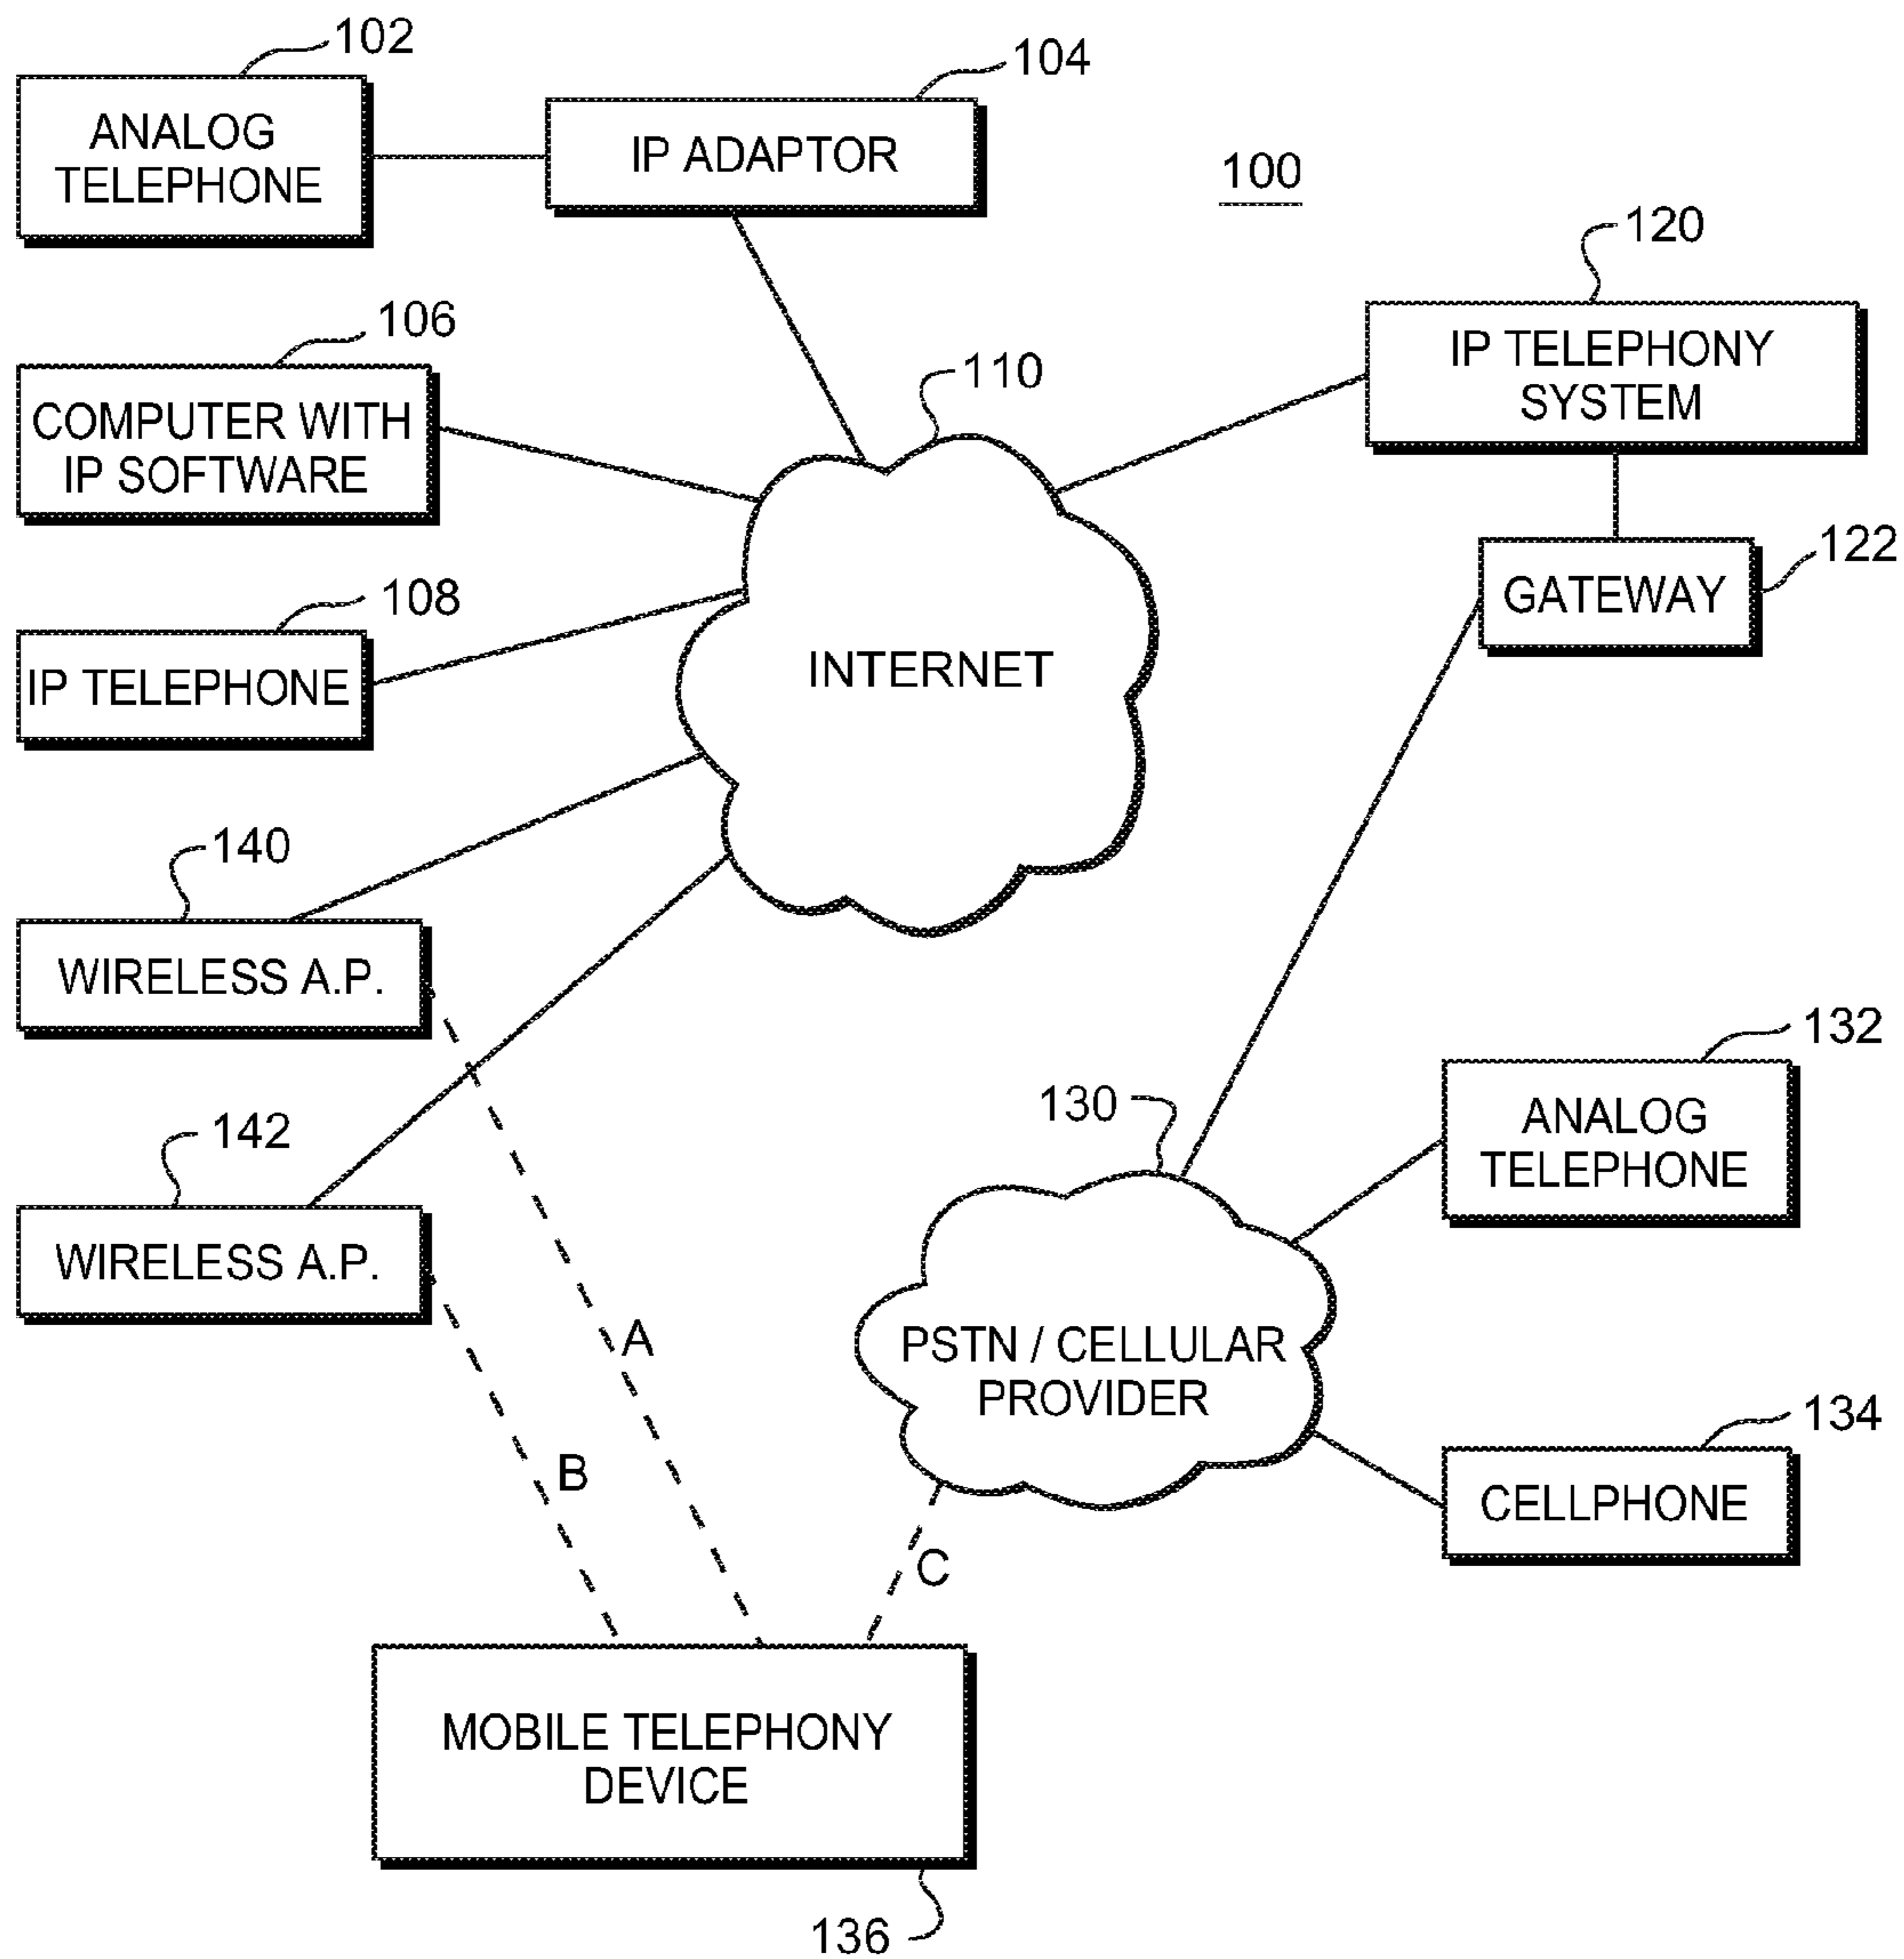 102
ANALOG
TELEPHONE
104
IP ADAPTOR
100
120
IP TELEPHONY
SYSTEM
106
COMPUTER WITH
IP SOFTWARE
110
INTERNET
122
GATEWAY
108
IP TELEPHONE
140
WIRELESS A.P.
142
WIRELESS A.P.
130
PSTN / CELLULAR
PROVIDER
132
ANALOG
TELEPHONE
134
CELLPHONE
A
B
C
MOBILE TELEPHONY
DEVICE
136